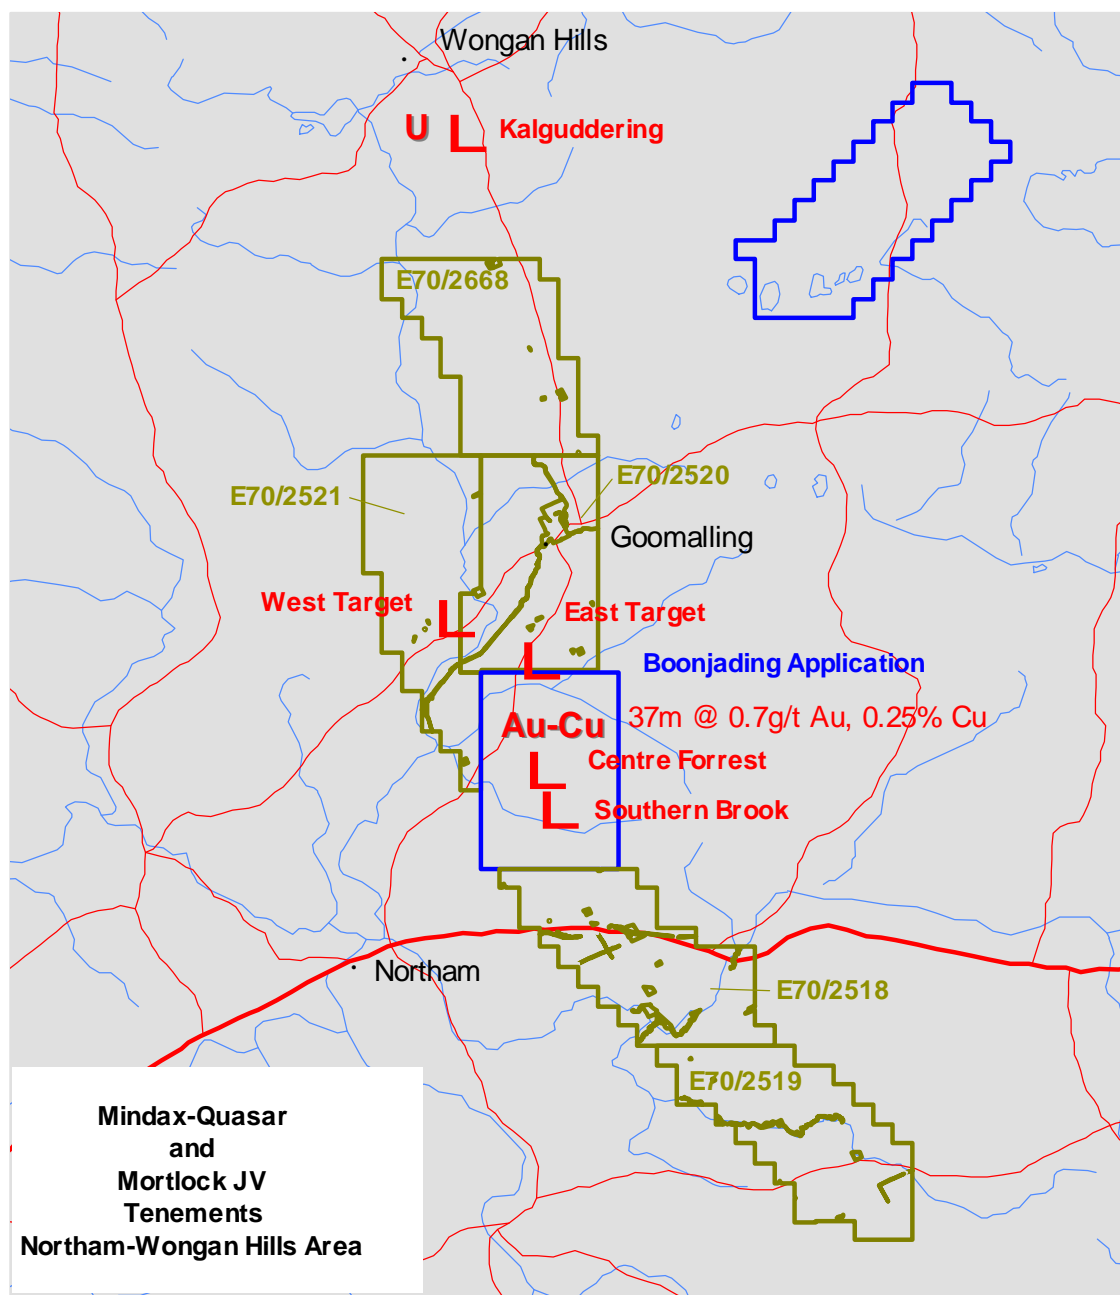 Wongan Hills
U
Kalguddering
E70/2668
E70/2520
E70/2521
Goomalling
West Target
East Target
Boonjading Application
Au-Cu
37m @ 0.7g/t Au, 0.25% Cu
Centre Forrest
Southern Brook
Northam
E70/2518
E70/2519
Mindax-Quasar
and
Mortlock JV
Tenements
Northam-Wongan Hills Area